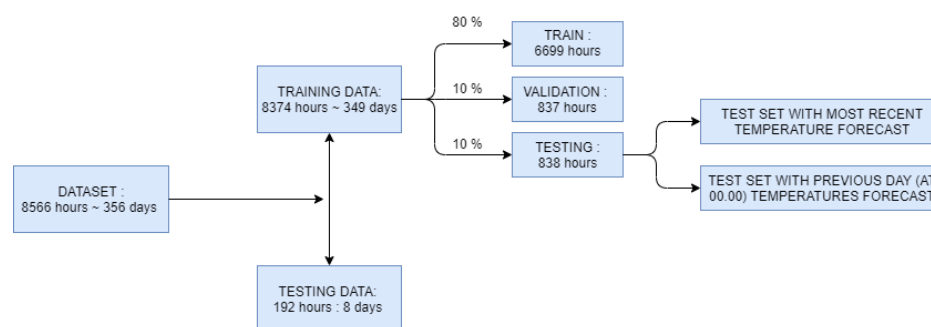 DATASET :
8566 hours ~ 356 days
TRAINING DATA:
8374 hours ~ 349 days
TESTING DATA:
192 hours : 8 days
80 %
10 %
10 %
TRAIN :
6699 hours
VALIDATION :
837 hours
TESTING :
838 hours
TEST SET WITH MOST RECENT
TEMPERATURE FORECAST
TEST SET WITH PREVIOUS DAY (AT
00.00) TEMPERATURES FORECAST